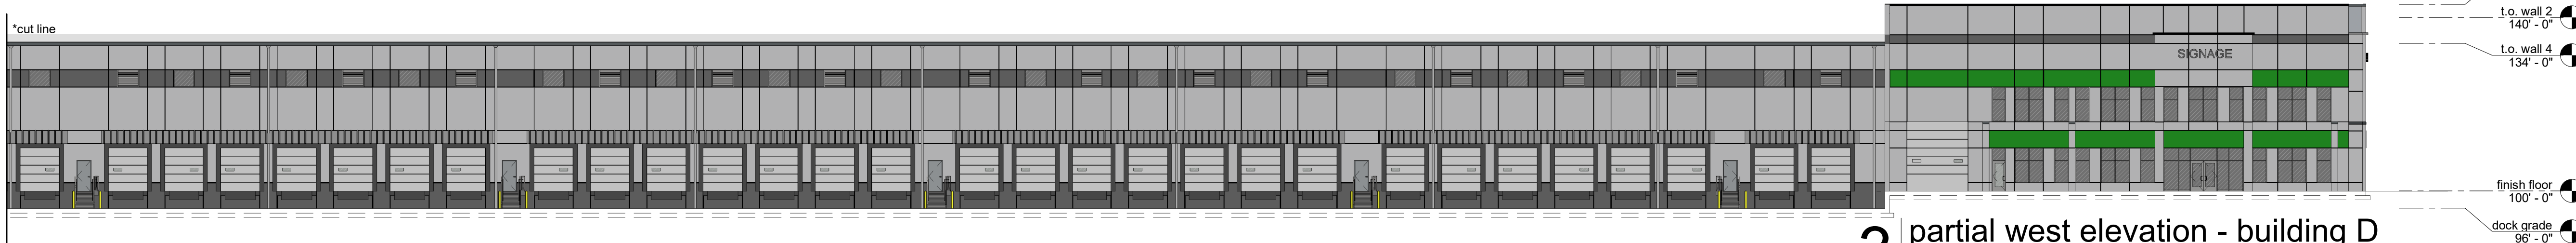 *cut line
SIGNAGE
t.o. wall 2
140' - 0"
t.o. wall 4
134' - 0"
finish floor
100' - 0"
dock grade
96' - 0"
partial west elevation - building D